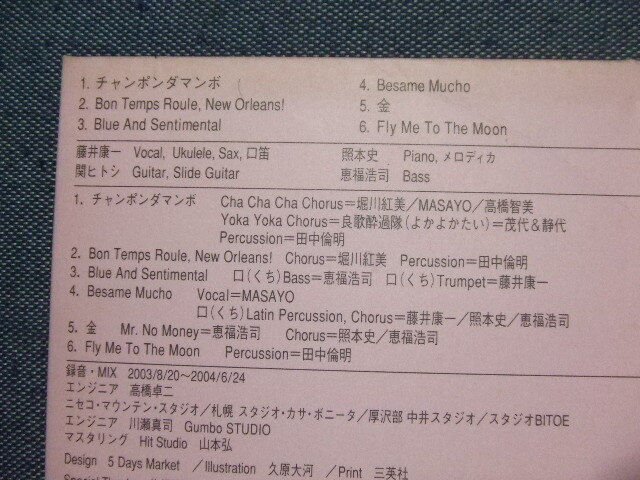 1. チャンポンダマンボ
2. Bon Temps Roule, New Orleans!
3. Blue And Sentimental
4. Besame Mucho
5. 金
6. Fly Me To The Moon
藤井康一 Vocal, Ukulele, Sax, 口笛
関ヒトシ Guitar, Slide Guitar
照本史 Piano, メロディカ
恵福浩司 Bass
1. チャンポンダマンボ Cha Cha Cha Chorus=堀川紅美/MASAYO/高橋智美
Yoka Yoka Chorus=良歌酔過隊(よかよかたい)=茂代&静代
Percussion=田中倫明
2. Bon Temps Roule, New Orleans! Chorus=堀川紅美 Percussion=田中倫明
3. Blue And Sentimental 口(くち)Bass=恵福浩司 口(くち)Trumpet=藤井康一
4. Besame Mucho Vocal=MASAYO
口(くち)Latin Percussion, Chorus=藤井康一/照本史/恵福浩司
5. 金 Mr. No Money=恵福浩司 Chorus=照本史/恵福浩司
6. Fly Me To The Moon Percussion=田中倫明
録音・MIX 2003/8/20〜2004/6/24
エンジニア 高橋卓二
ニセコ・マウンテン・スタジオ/札幌 スタジオ・カサ・ボニータ/厚沢部 中井スタジオ/スタジオBITOE
エンジニア 川瀬真司 Gumbo STUDIO
マスタリング Hit Studio 山本弘
Design 5 Days Market /Illustration 久原大河 /Print 三英社